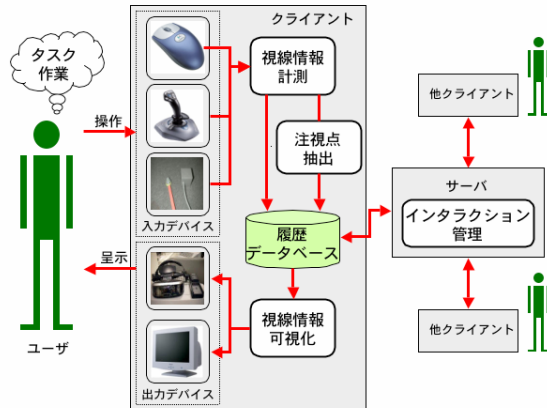 クライアント
タスク
作業
操作
入力デバイス
視線情報
計測
注視点
抽出
履歴
データベース
視線情報
可視化
呈示
出力デバイス
ユーザ
他クライアント
サーバ
インタラクション
管理
他クライアント